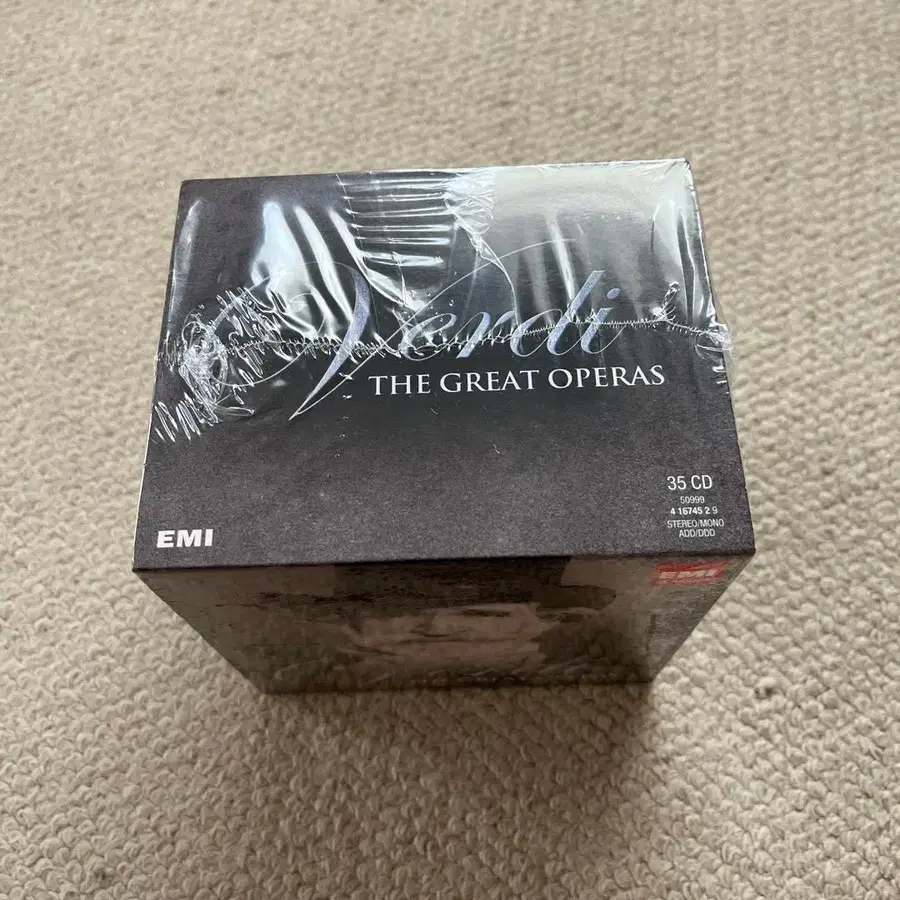 Verdi
THE GREAT OPERAS
35 CD
50999
4 16745 2 9
STEREO/MONO
ADD/DDD
EMI
EMI